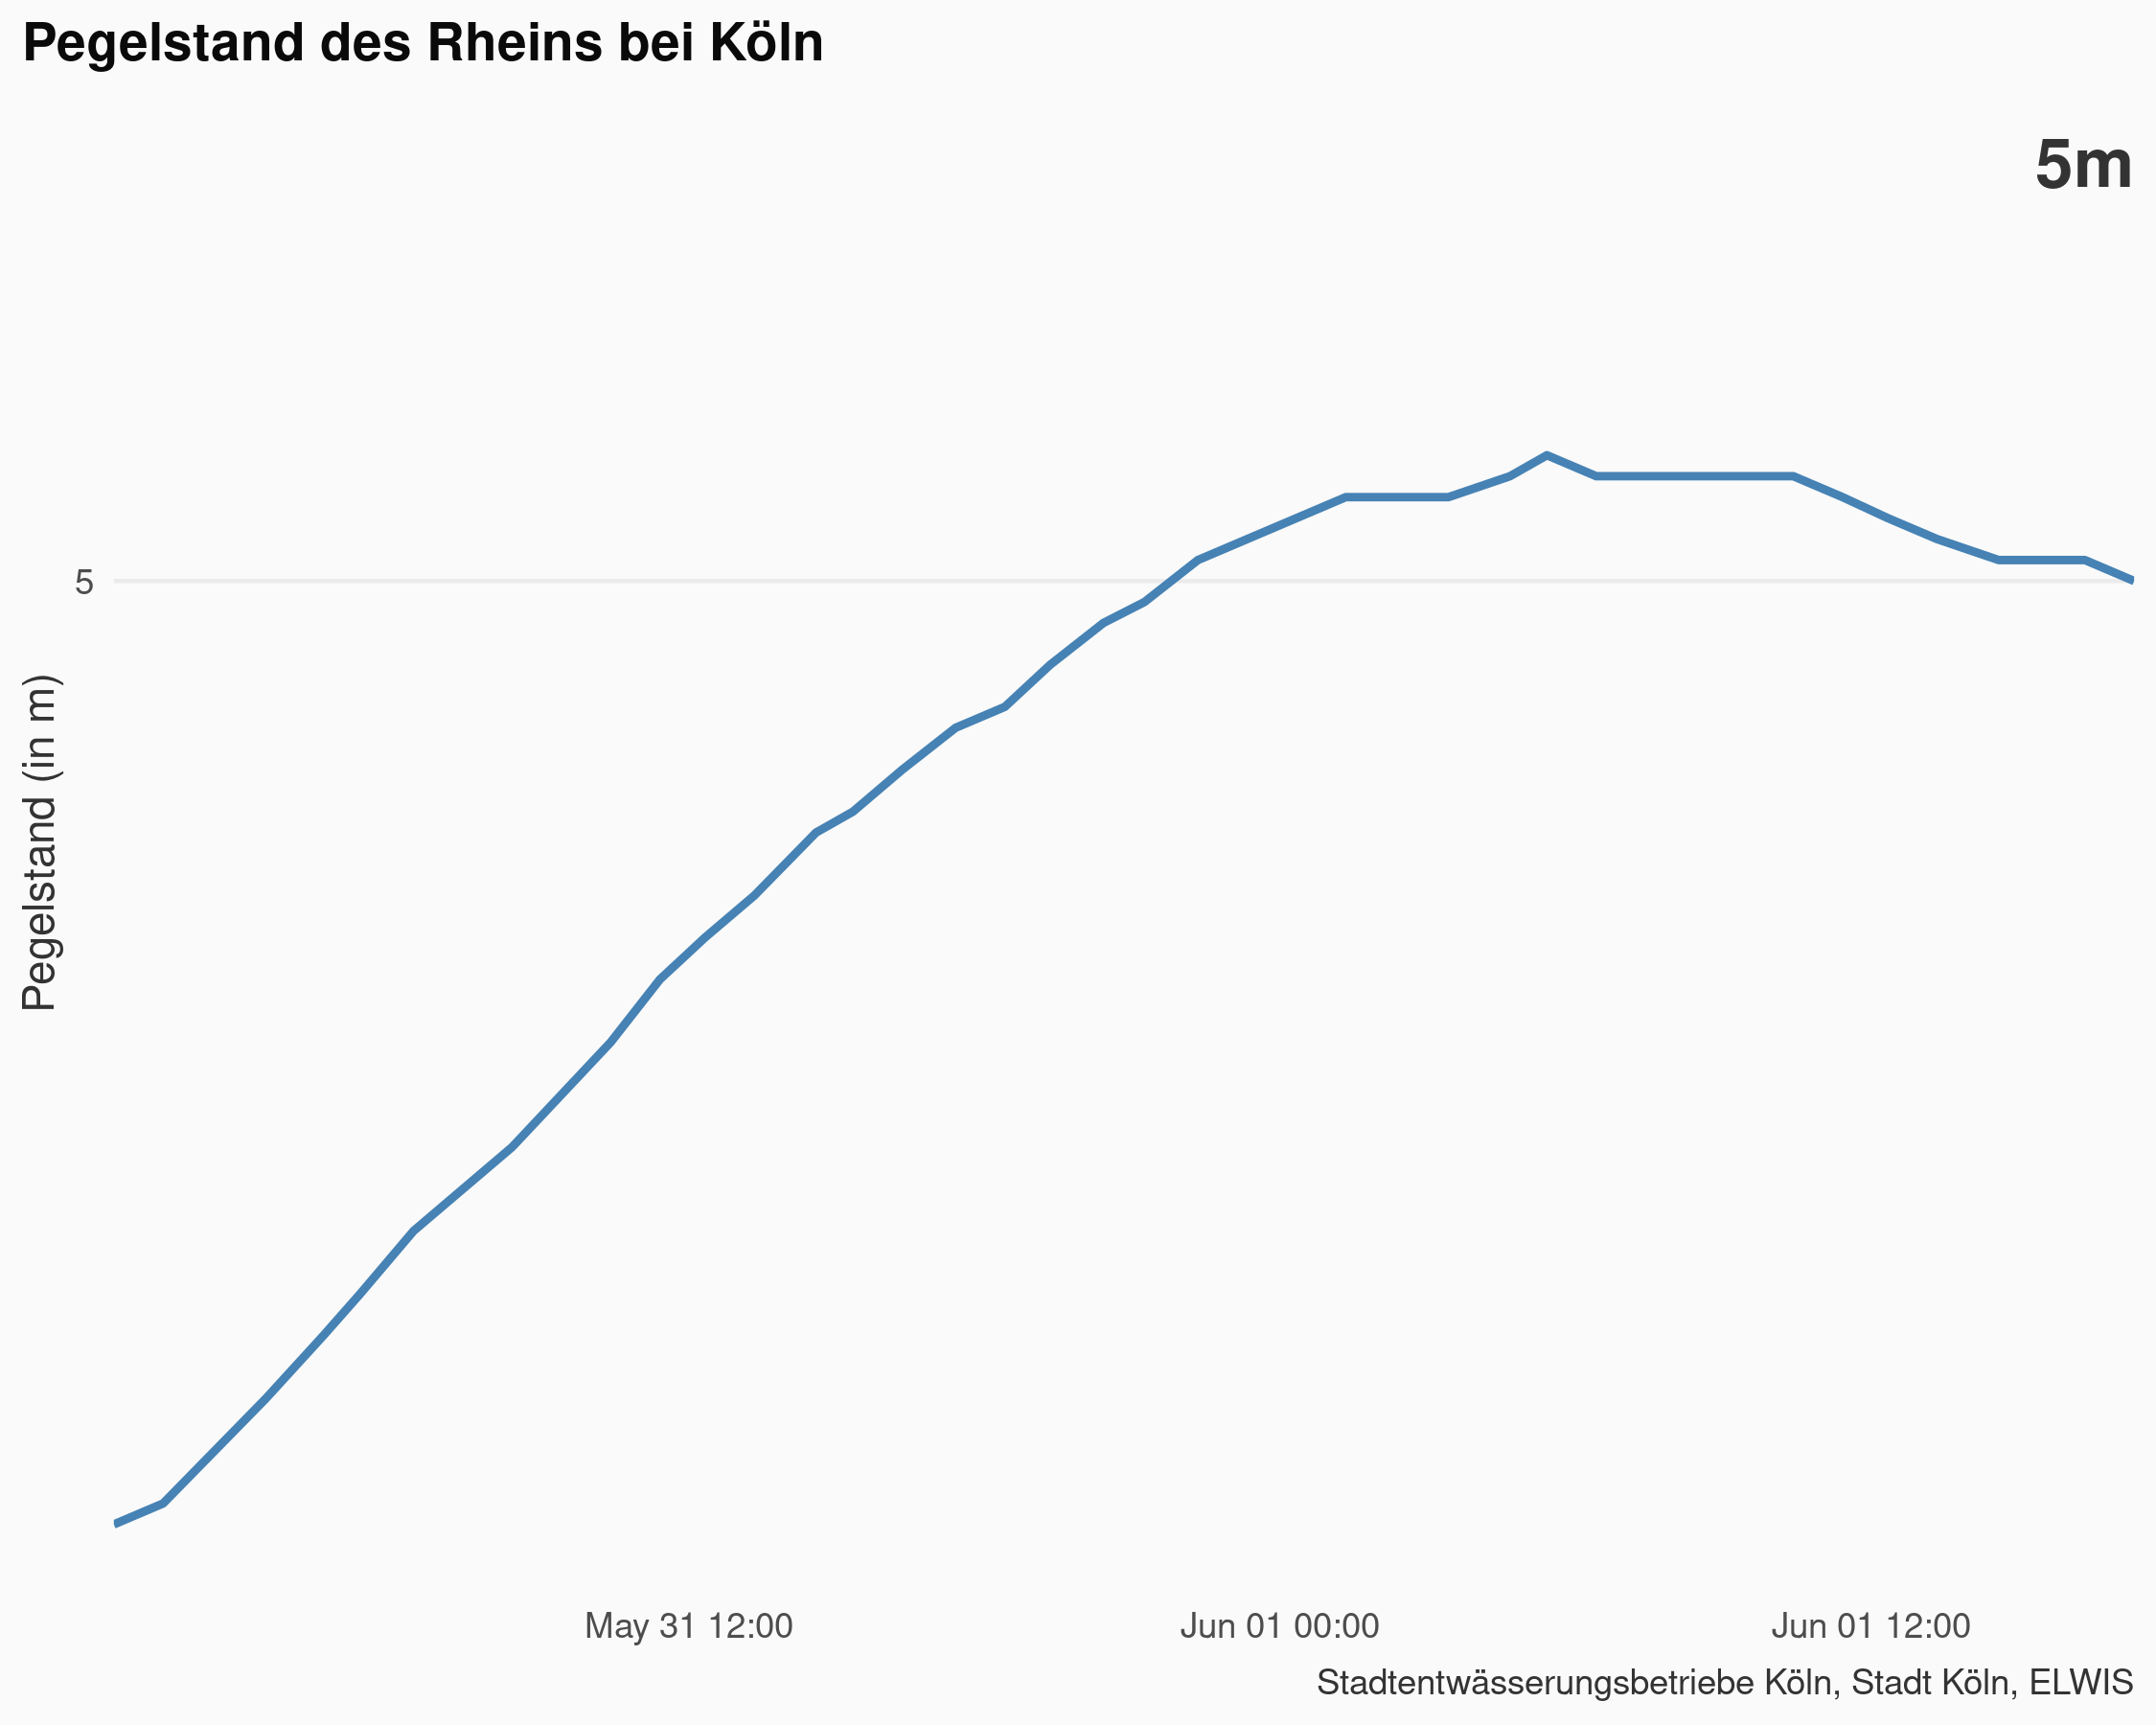 Pegelstand des Rheins bei Köln
5m
5
Pegelstand (in m)
May 31 12:00
Jun 01 00:00
Jun 01 12:00
Stadtentwässerungsbetriebe Köln, Stadt Köln, ELWIS